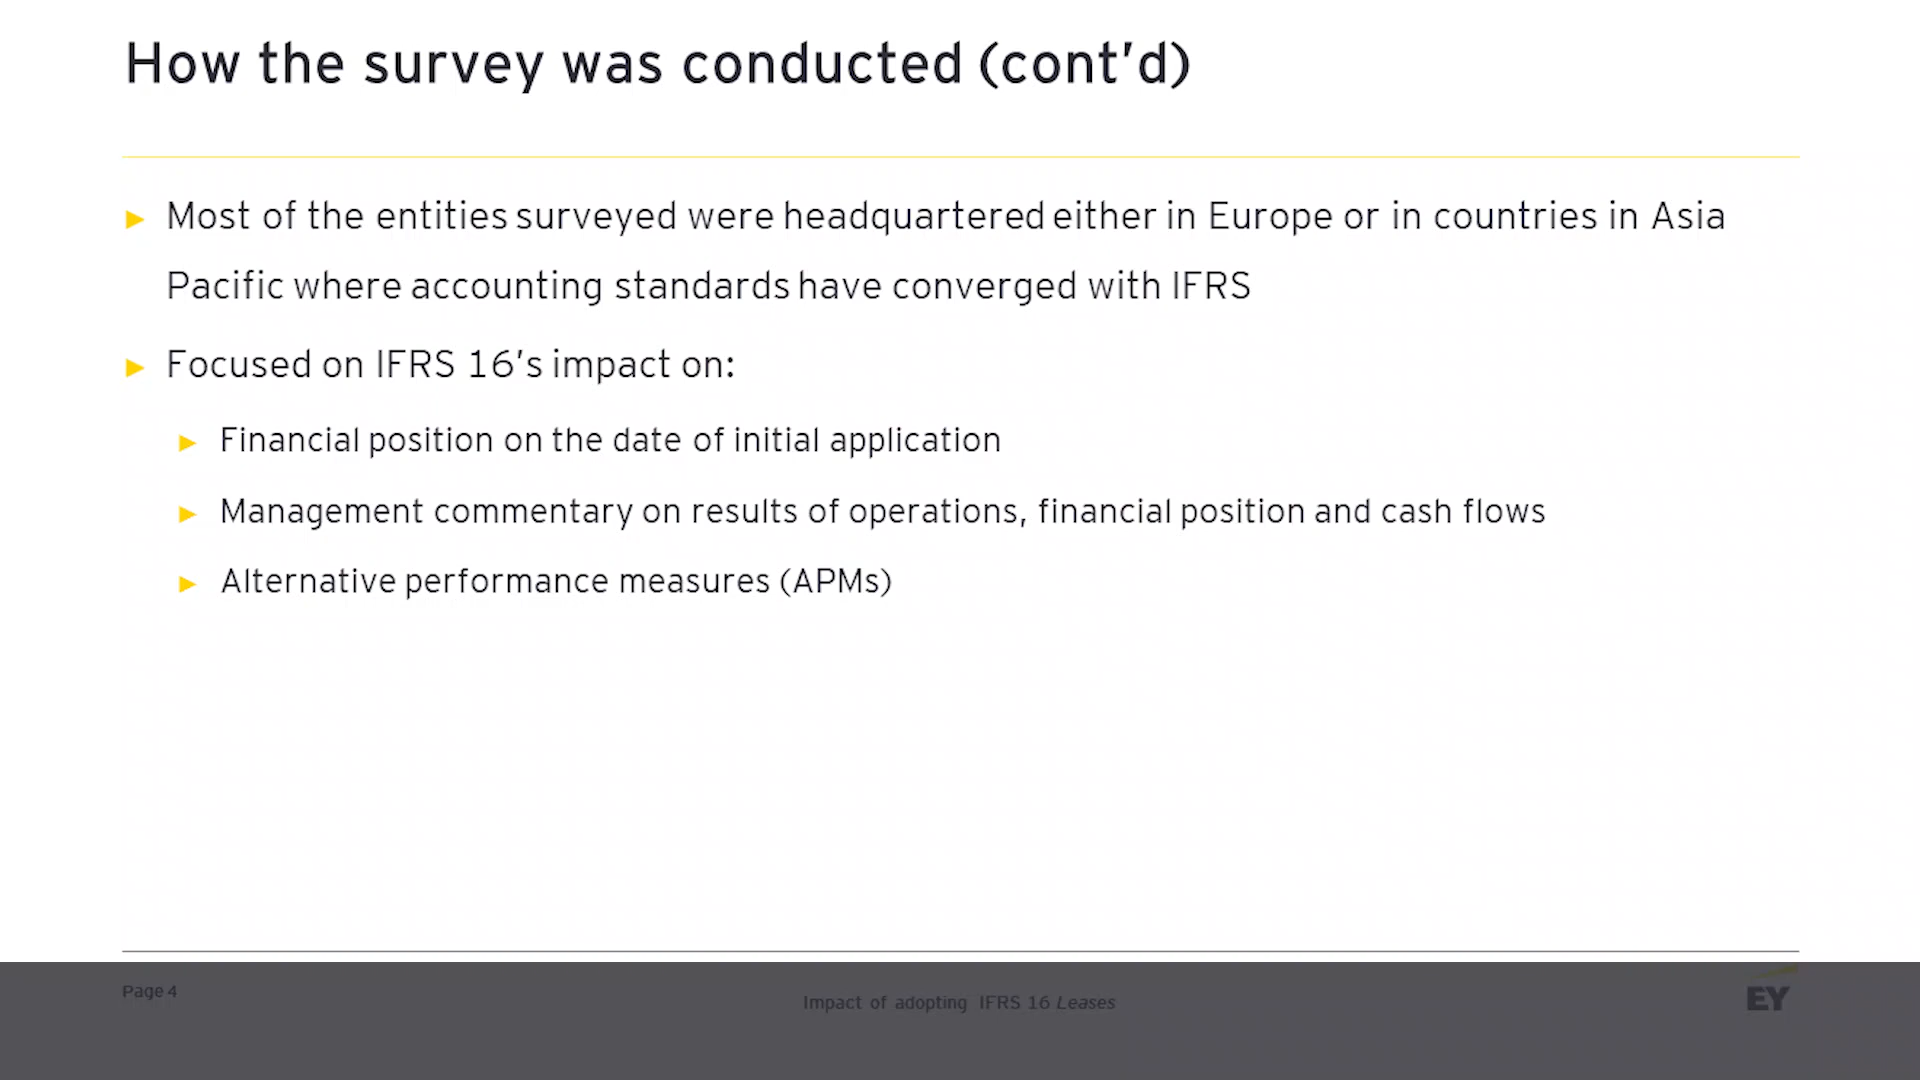 How the survey was conducted (cont’d)
► Most of the entities surveyed were headquartered either in Europe or in countries in Asia
Pacific where accounting standards have converged with IFRS
► Focused on IFRS 16’s impact on:
► Financial position on the date of initial application
► Management commentary on results of operations, financial position and cash flows
► Alternative performance measures (APMs)
Page 4
Impact of adopting IFRS 16 Leases
EY